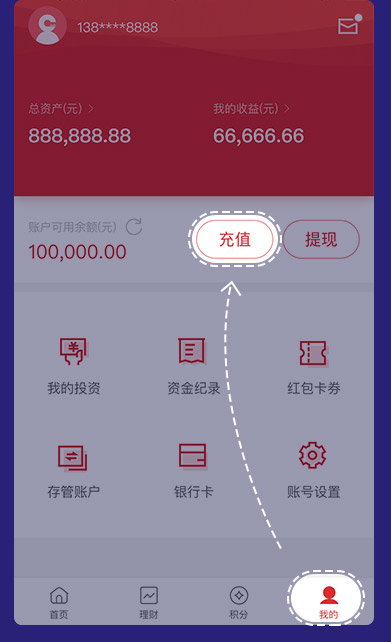 138****8888
总资产(元) 我的收益(元)
888,888.88 66,666.66
账户可用余额(元)
100,000.00
充值 提现
我的投资 资金纪录 红包卡券
存管账户 银行卡 账号设置
首页 理财 积分 我的